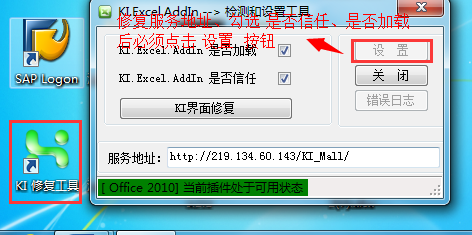 KI.Excel.AddIn --> 检测和设置工具
修复服务地址，勾选 是否信任、是否加载
后必须点击 设置 按钮
KI.Excel.AddIn 是否加载
设 置
KI.Excel.AddIn 是否信任
关 闭
KI界面修复
错误日志
服务地址：
http://219.134.60.143/KI_Mall/
[ Office 2010] 当前插件处于可用状态
SAP Logon
KI 修复工具